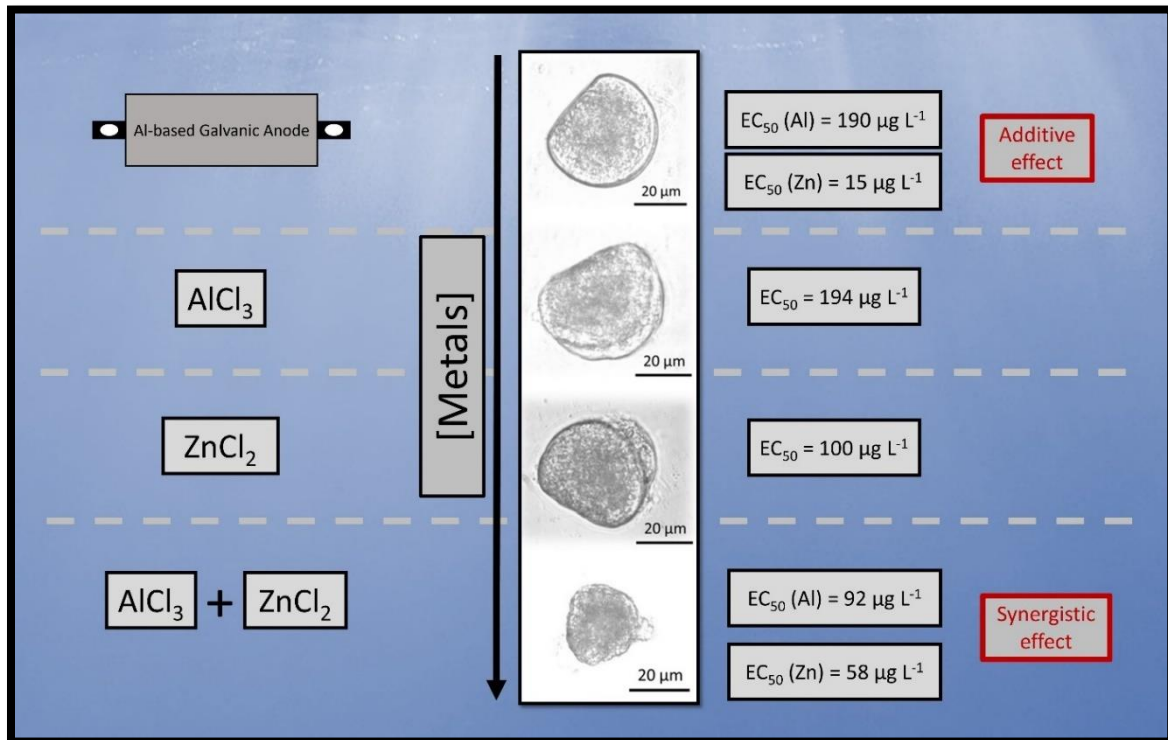 Al-based Galvanic Anode
20 µm
EC₅₀ (Al) = 190 µg L⁻¹
EC₅₀ (Zn) = 15 µg L⁻¹
Additive
effect
AlCl₃
[Metals]
20 µm
EC₅₀ = 194 µg L⁻¹
ZnCl₂
20 µm
EC₅₀ = 100 µg L⁻¹
AlCl₃ + ZnCl₂
20 µm
EC₅₀ (Al) = 92 µg L⁻¹
EC₅₀ (Zn) = 58 µg L⁻¹
Synergistic
effect